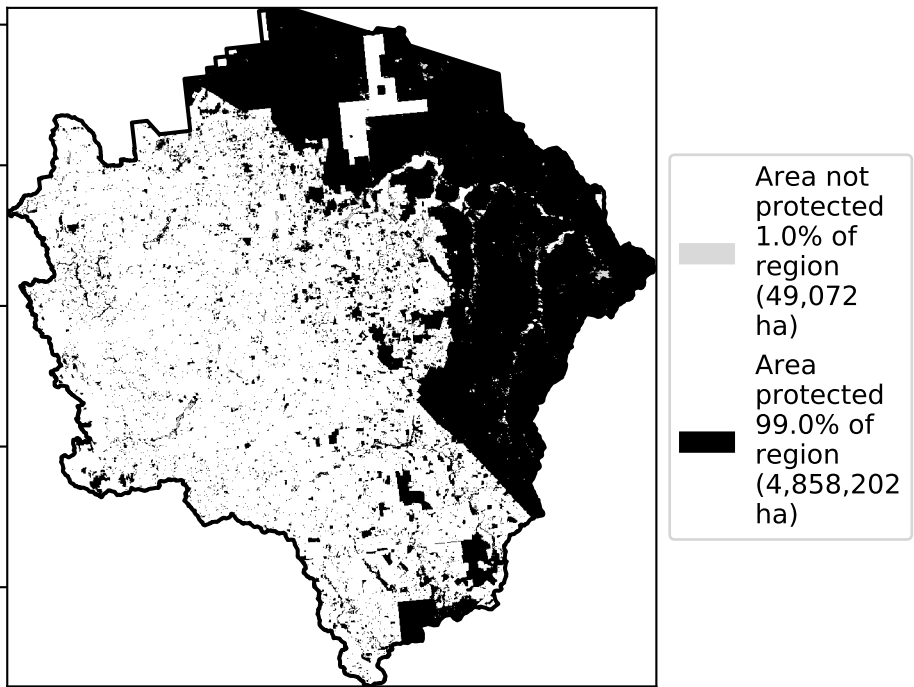 Area not
protected
1.0% of
region
(49,072
ha)
Area
protected
99.0% of
region
(4,858,202
ha)